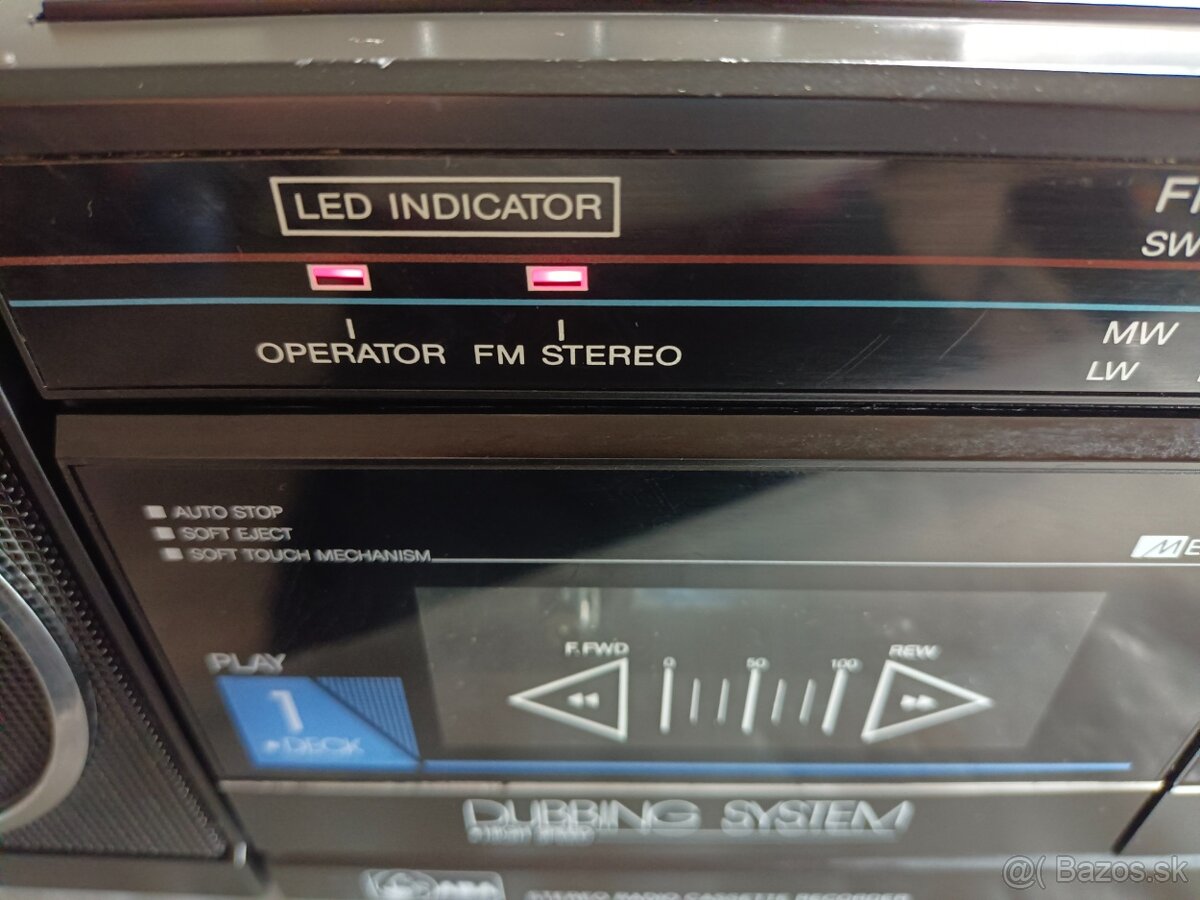 LED INDICATOR
SW
OPERATOR FM STEREO
MW
LW
AUTO STOP
SOFT EJECT
SOFT TOUCH MECHANISM
F.FWD 0 50 100 REW
PLAY
1
DECK
DUBBING SYSTEM
STEREO RADIO CASSETTE RECORDER
@( Bazos.sk